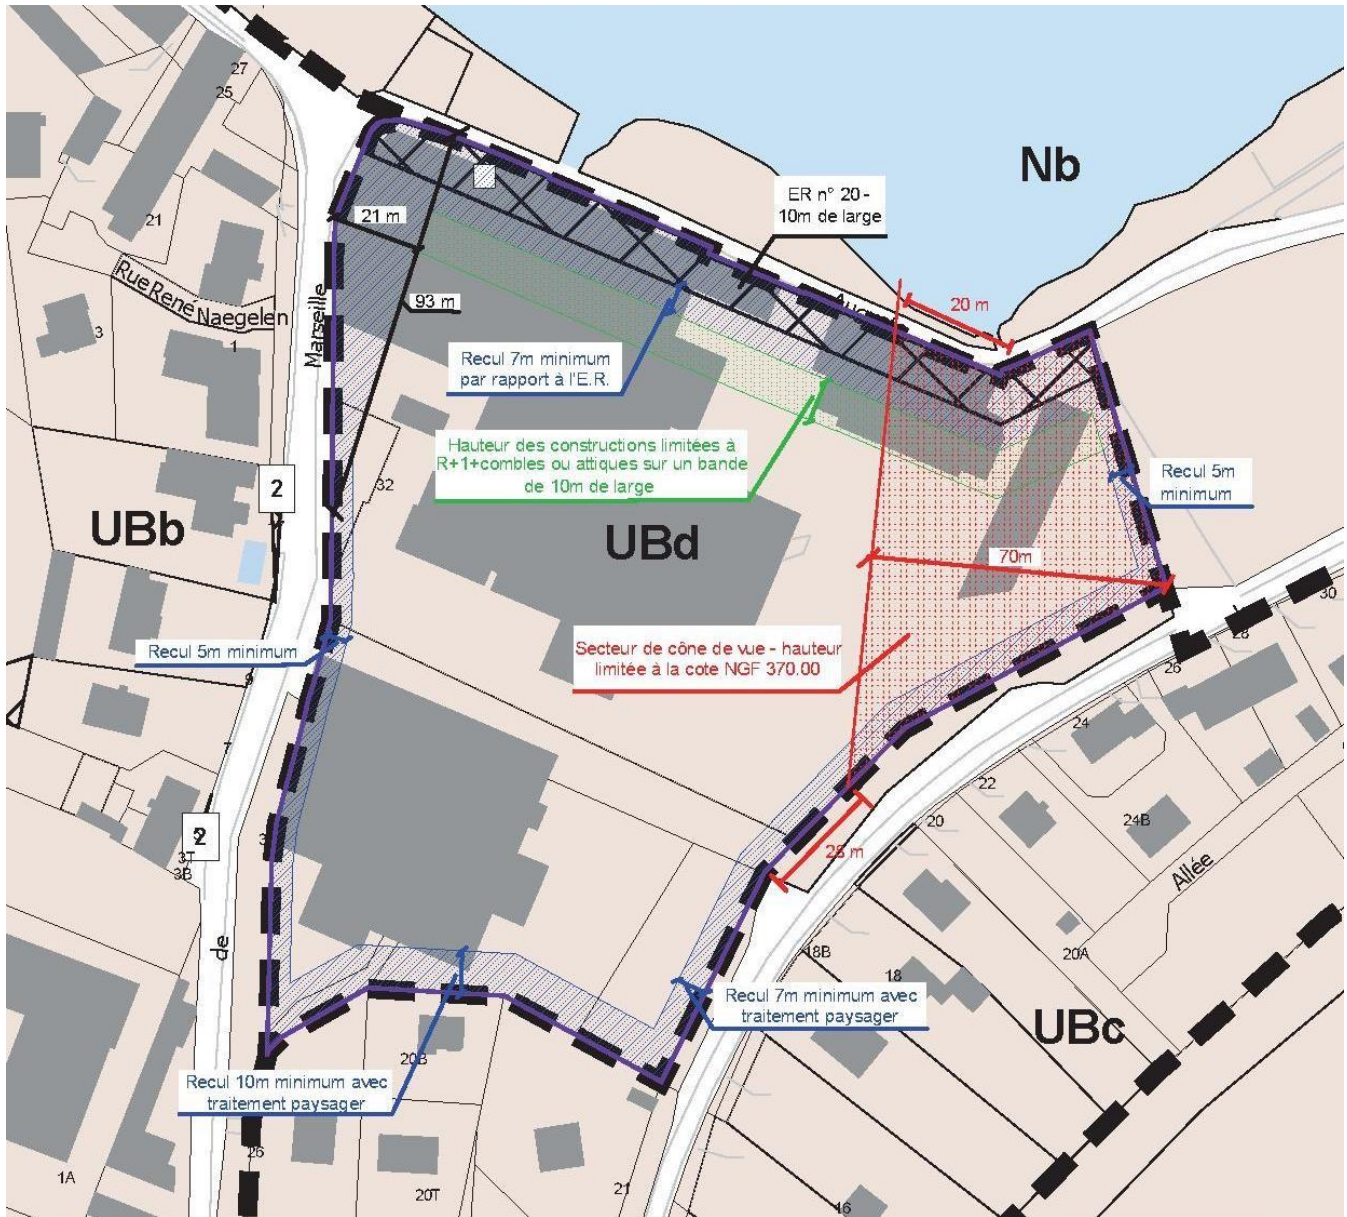 27
25
Nb
ER n° 20 -
10m de large
21
21 m
Rue René Naegelen
Marseille
93 m
20 m
3
1
Recul 7m minimum
par rapport à l'E.R.
Hauteur des constructions limitées à
R+1+combles ou attiques sur un bande
de 10m de large
Recul 5m
minimum
32
2
UBb
UBd
70m
30
28
Recul 5m minimum
Secteur de cône de vue - hauteur
limitée à la cote NGF 370.00
26
24
7
22
24B
20
2
3T
3B
25 m
Allée
de
18B
18
20A
Recul 7m minimum avec
traitement paysager
UBc
20B
Recul 10m minimum avec
traitement paysager
26
1A
20T
21
16